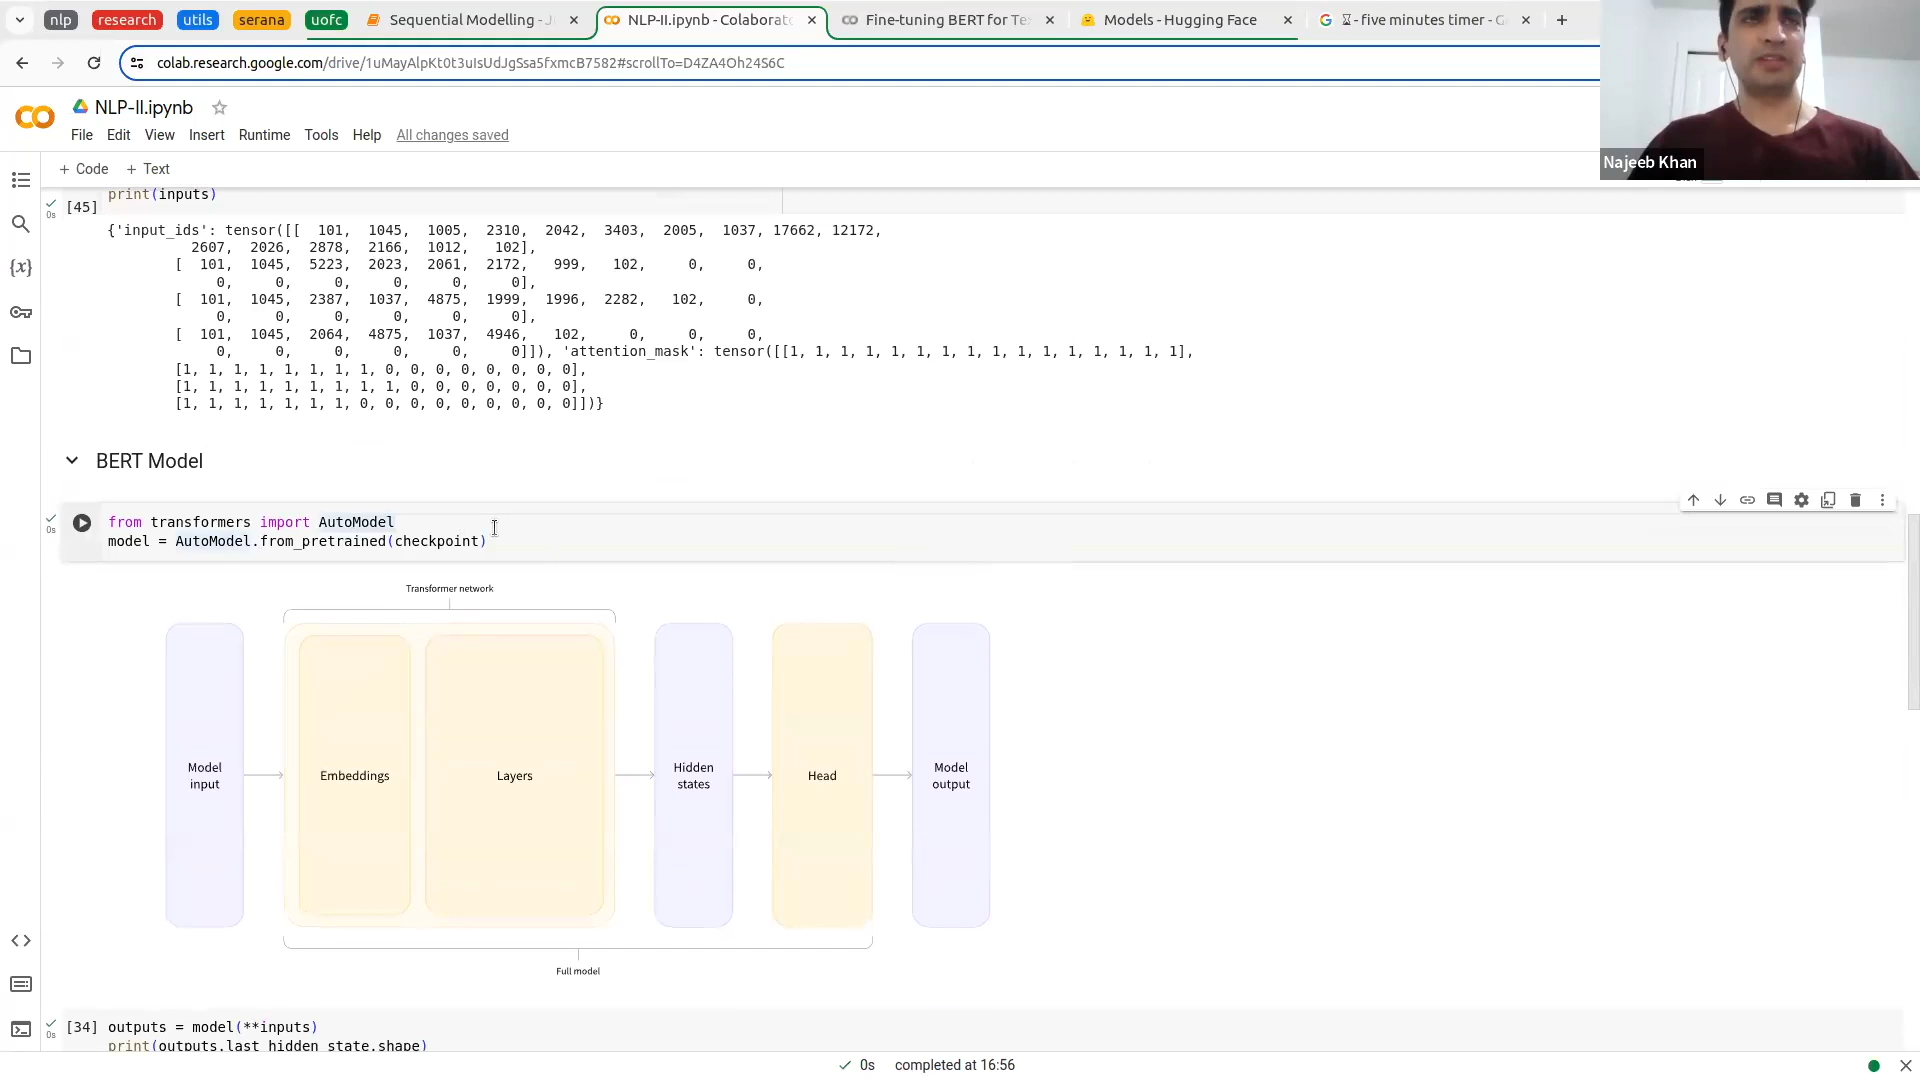 nlp research utils serana uofc Sequential Modelling - J NLP-II.ipynb - Colaborato Fine-tuning BERT for Te Models - Hugging Face ⌛ - five minutes timer - G
colab.research.google.com/drive/1uMayAlpKt0t3uIsUdJgSsa5fxmcB7582#scrollTo=D4ZA4Oh24S6C
NLP-II.ipynb
File Edit View Insert Runtime Tools Help All changes saved
+ Code + Text
Najeeb Khan
print(inputs)
[45]
0s
{'input_ids': tensor([[ 101, 1045, 1005, 2310, 2042, 3403, 2005, 1037, 17662, 12172,
2607, 2026, 2878, 2166, 1012, 102],
[ 101, 1045, 5223, 2023, 2061, 2172, 999, 102, 0, 0,
0, 0, 0, 0, 0, 0],
[ 101, 1045, 2387, 1037, 4875, 1999, 1996, 2282, 102, 0,
0, 0, 0, 0, 0, 0],
[ 101, 1045, 2064, 4875, 1037, 4946, 102, 0, 0, 0,
0, 0, 0, 0, 0, 0]]), 'attention_mask': tensor([[1, 1, 1, 1, 1, 1, 1, 1, 1, 1, 1, 1, 1, 1, 1, 1],
[1, 1, 1, 1, 1, 1, 1, 1, 0, 0, 0, 0, 0, 0, 0, 0],
[1, 1, 1, 1, 1, 1, 1, 1, 1, 0, 0, 0, 0, 0, 0, 0],
[1, 1, 1, 1, 1, 1, 1, 0, 0, 0, 0, 0, 0, 0, 0, 0]])}
BERT Model
0s
from transformers import AutoModel
model = AutoModel.from_pretrained(checkpoint)
Transformer network
Model
input
Embeddings
Layers
Hidden
states
Head
Model
output
Full model
0s
[34] outputs = model(**inputs)
print(outputs.last_hidden_state.shape)
0s completed at 16:56